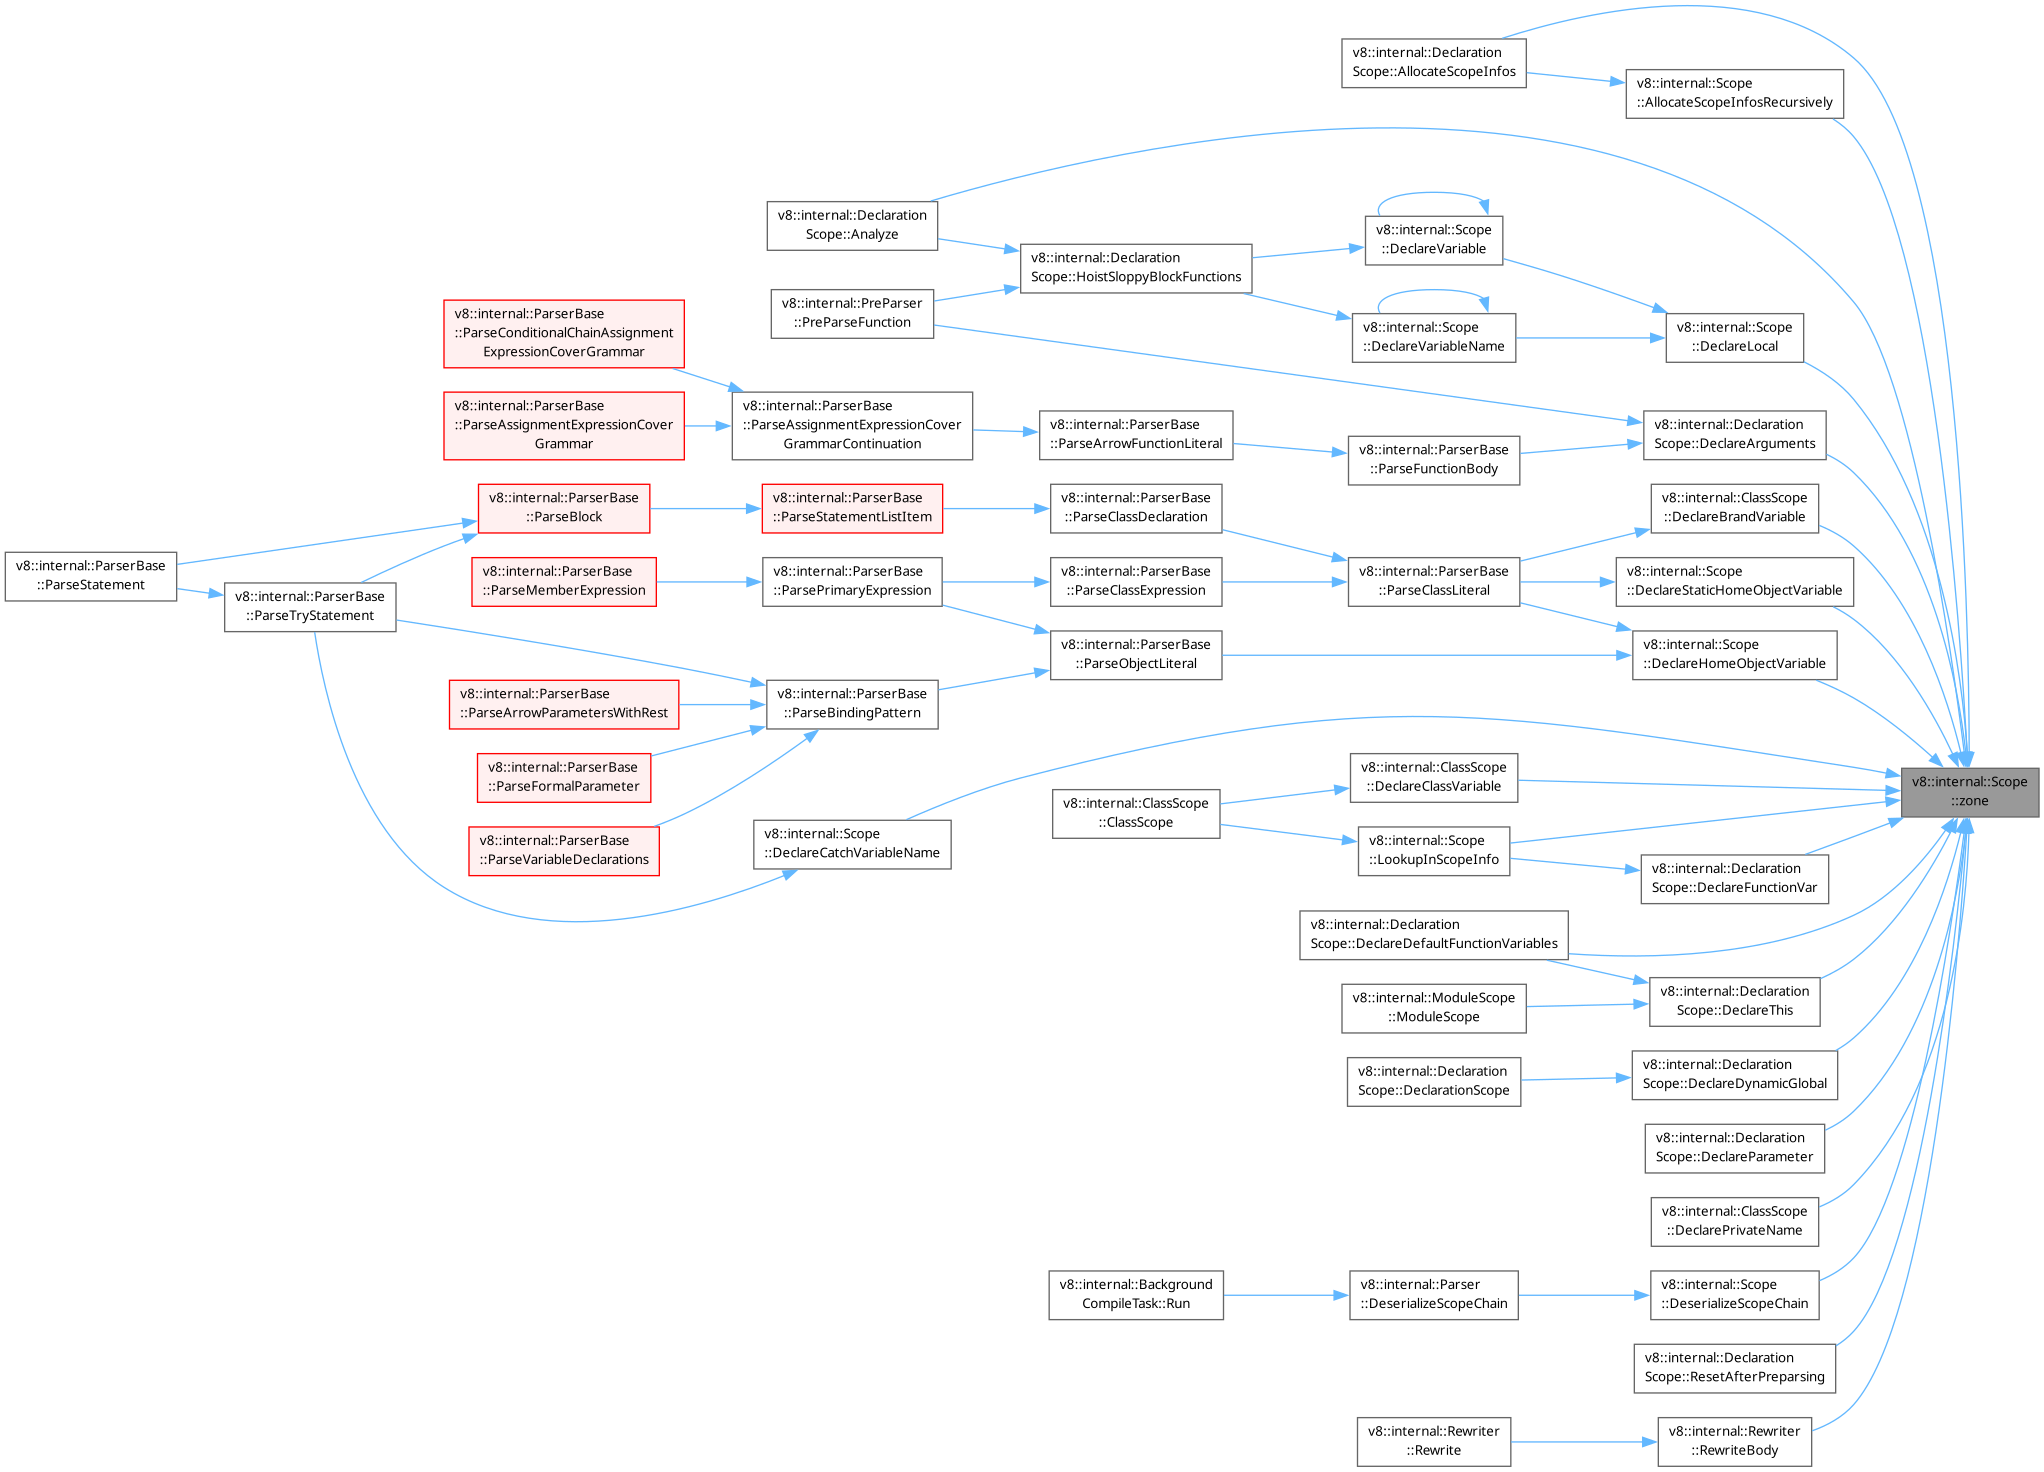 v8::internal::Declaration
Scope::AllocateScopeInfos
v8::internal::Scope
::AllocateScopeInfosRecursively
v8::internal::Declaration
Scope::Analyze
v8::internal::Scope
::DeclareVariable
v8::internal::Declaration
Scope::HoistSloppyBlockFunctions
v8::internal::PreParser
::PreParseFunction
v8::internal::Scope
::DeclareVariableName
v8::internal::Scope
::DeclareLocal
v8::internal::ParserBase
::ParseConditionalChainAssignment
ExpressionCoverGrammar
v8::internal::ParserBase
::ParseAssignmentExpressionCover
Grammar
v8::internal::ParserBase
::ParseAssignmentExpressionCover
GrammarContinuation
v8::internal::ParserBase
::ParseArrowFunctionLiteral
v8::internal::ParserBase
::ParseFunctionBody
v8::internal::Declaration
Scope::DeclareArguments
v8::internal::ParserBase
::ParseBlock
v8::internal::ParserBase
::ParseStatementListItem
v8::internal::ParserBase
::ParseClassDeclaration
v8::internal::ClassScope
::DeclareBrandVariable
v8::internal::ParserBase
::ParseStatement
v8::internal::ParserBase
::ParseTryStatement
v8::internal::ParserBase
::ParseMemberExpression
v8::internal::ParserBase
::ParsePrimaryExpression
v8::internal::ParserBase
::ParseClassExpression
v8::internal::ParserBase
::ParseClassLiteral
v8::internal::Scope
::DeclareStaticHomeObjectVariable
v8::internal::ParserBase
::ParseObjectLiteral
v8::internal::Scope
::DeclareHomeObjectVariable
v8::internal::ParserBase
::ParseArrowParametersWithRest
v8::internal::ParserBase
::ParseBindingPattern
v8::internal::ParserBase
::ParseFormalParameter
v8::internal::ParserBase
::ParseVariableDeclarations
v8::internal::Scope
::DeclareCatchVariableName
v8::internal::ClassScope
::ClassScope
v8::internal::ClassScope
::DeclareClassVariable
v8::internal::Scope
::LookupInScopeInfo
v8::internal::Declaration
Scope::DeclareFunctionVar
v8::internal::Scope
::zone
v8::internal::Declaration
Scope::DeclareDefaultFunctionVariables
v8::internal::ModuleScope
::ModuleScope
v8::internal::Declaration
Scope::DeclareThis
v8::internal::Declaration
Scope::DeclarationScope
v8::internal::Declaration
Scope::DeclareDynamicGlobal
v8::internal::Declaration
Scope::DeclareParameter
v8::internal::ClassScope
::DeclarePrivateName
v8::internal::Background
CompileTask::Run
v8::internal::Parser
::DeserializeScopeChain
v8::internal::Scope
::DeserializeScopeChain
v8::internal::Declaration
Scope::ResetAfterPreparsing
v8::internal::Rewriter
::Rewrite
v8::internal::Rewriter
::RewriteBody